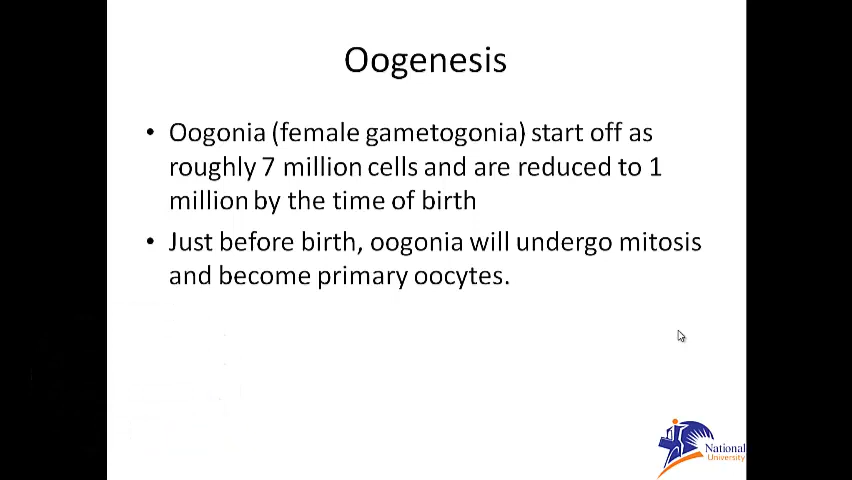 Oogenesis
• Oogonia (female gametogonia) start off as
roughly 7 million cells and are reduced to 1
million by the time of birth
• Just before birth, oogonia will undergo mitosis
and become primary oocytes.
National
University